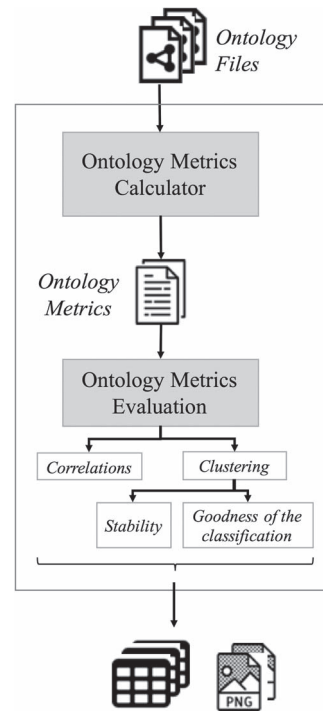 Ontology
Files
Ontology Metrics
Calculator
Ontology
Metrics
Ontology Metrics
Evaluation
Correlations
Clustering
Stability
Goodness of the
classification
PNG